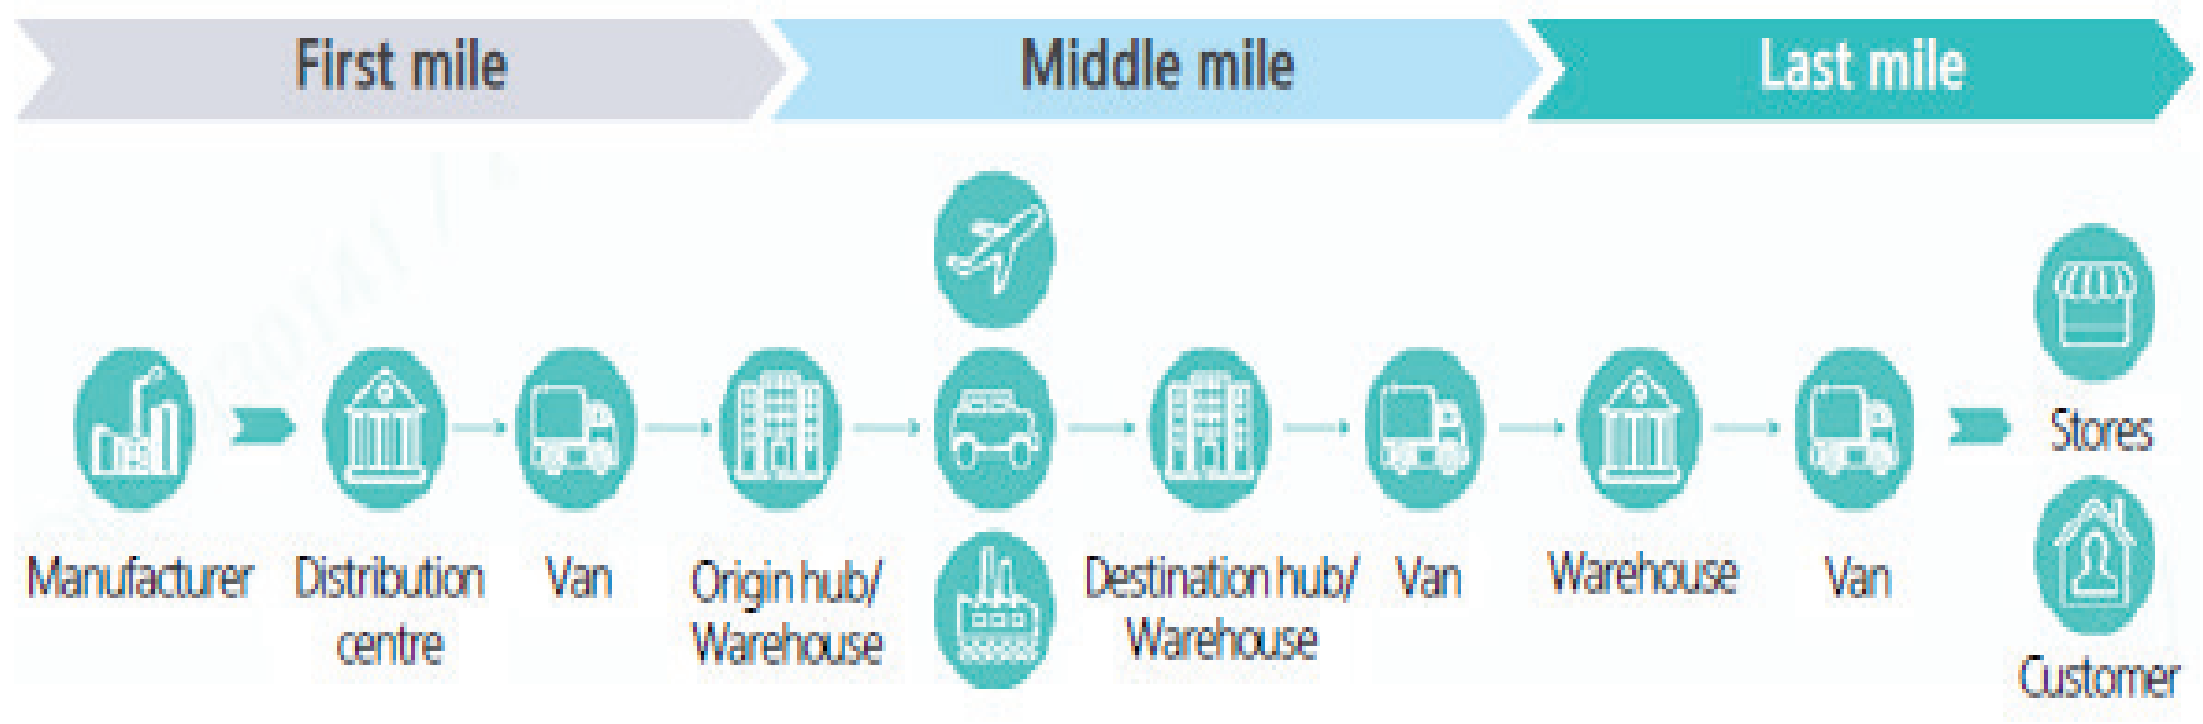 First mile
Middle mile
Last mile
Stores
Manufacturer
Distribution
centre
Van
Origin hub/
Warehouse
Destination hub/
Warehouse
Van
Warehouse
Van
Customer